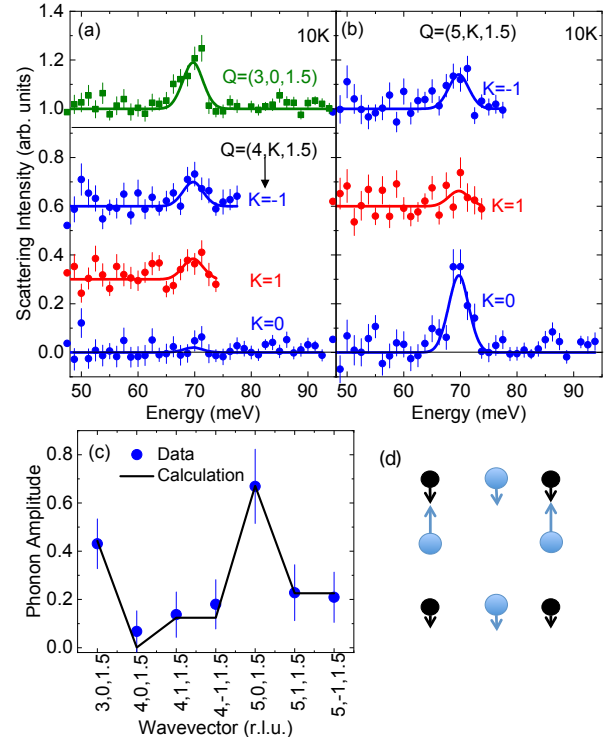 (a)
10K
Q=(3,0,1.5)
Q=(4,K,1.5)
K=-1
K=1
K=0
1.4
1.2
1.0
0.8
0.6
0.4
0.2
0.0
Scattering Intensity (arb. units)
50 60 70 80 90
Energy (meV)
(b)
Q=(5,K,1.5)
10K
K=-1
K=1
K=0
50 60 70 80 90
Energy (meV)
(c)
Data
Calculation
0.8
0.6
0.4
0.2
0.0
Phonon Amplitude
3,0,1.5
4,0,1.5
4,1,1.5
4,-1,1.5
5,0,1.5
5,1,1.5
5,-1,1.5
Wavevector (r.l.u.)
(d)